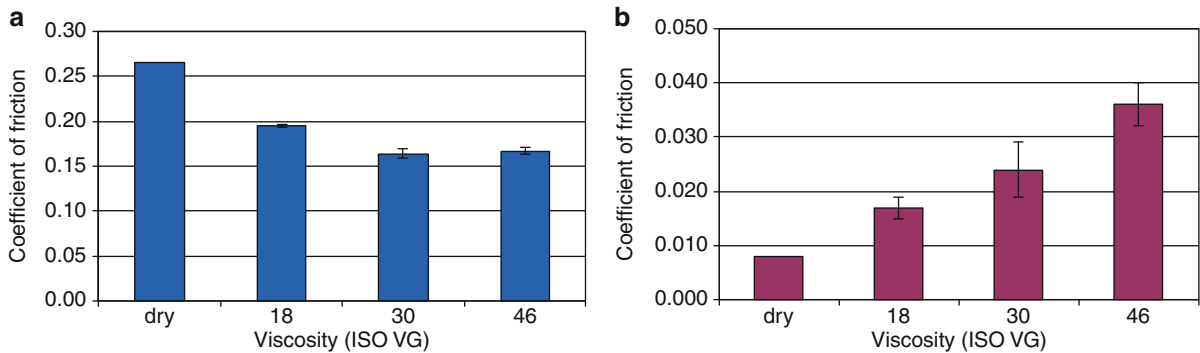 a
0.30
0.25
0.20
0.15
0.10
0.05
0.00
Coefficient of friction
dry 18 30 46
Viscosity (ISO VG)
b
0.050
0.040
0.030
0.020
0.010
0.000
Coefficient of friction
dry 18 30 46
Viscosity (ISO VG)